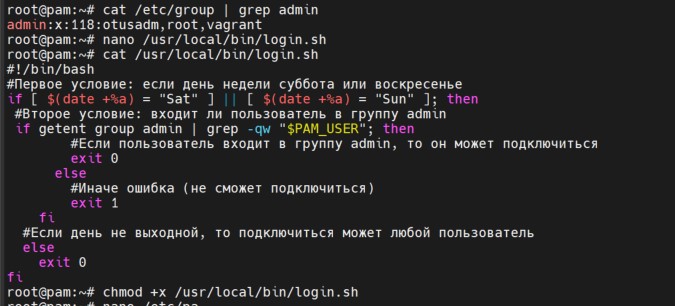 root@pam:~# cat /etc/group | grep admin
admin:x:118:otusadm,root,vagrant
root@pam:~# nano /usr/local/bin/login.sh
root@pam:~# cat /usr/local/bin/login.sh
#!/bin/bash
#Первое условие: если день недели суббота или воскресенье
if [ $(date +%a) = "Sat" ] || [ $(date +%a) = "Sun" ]; then
 #Второе условие: входит ли пользователь в группу admin
 if getent group admin | grep -qw "$PAM_USER"; then
        #Если пользователь входит в группу admin, то он может подключиться
        exit 0
      else
        #Иначе ошибка (не сможет подключиться)
        exit 1
    fi
  #Если день не выходной, то подключиться может любой пользователь
  else
    exit 0
fi
root@pam:~# chmod +x /usr/local/bin/login.sh
root@pam:~# nano /etc/pa